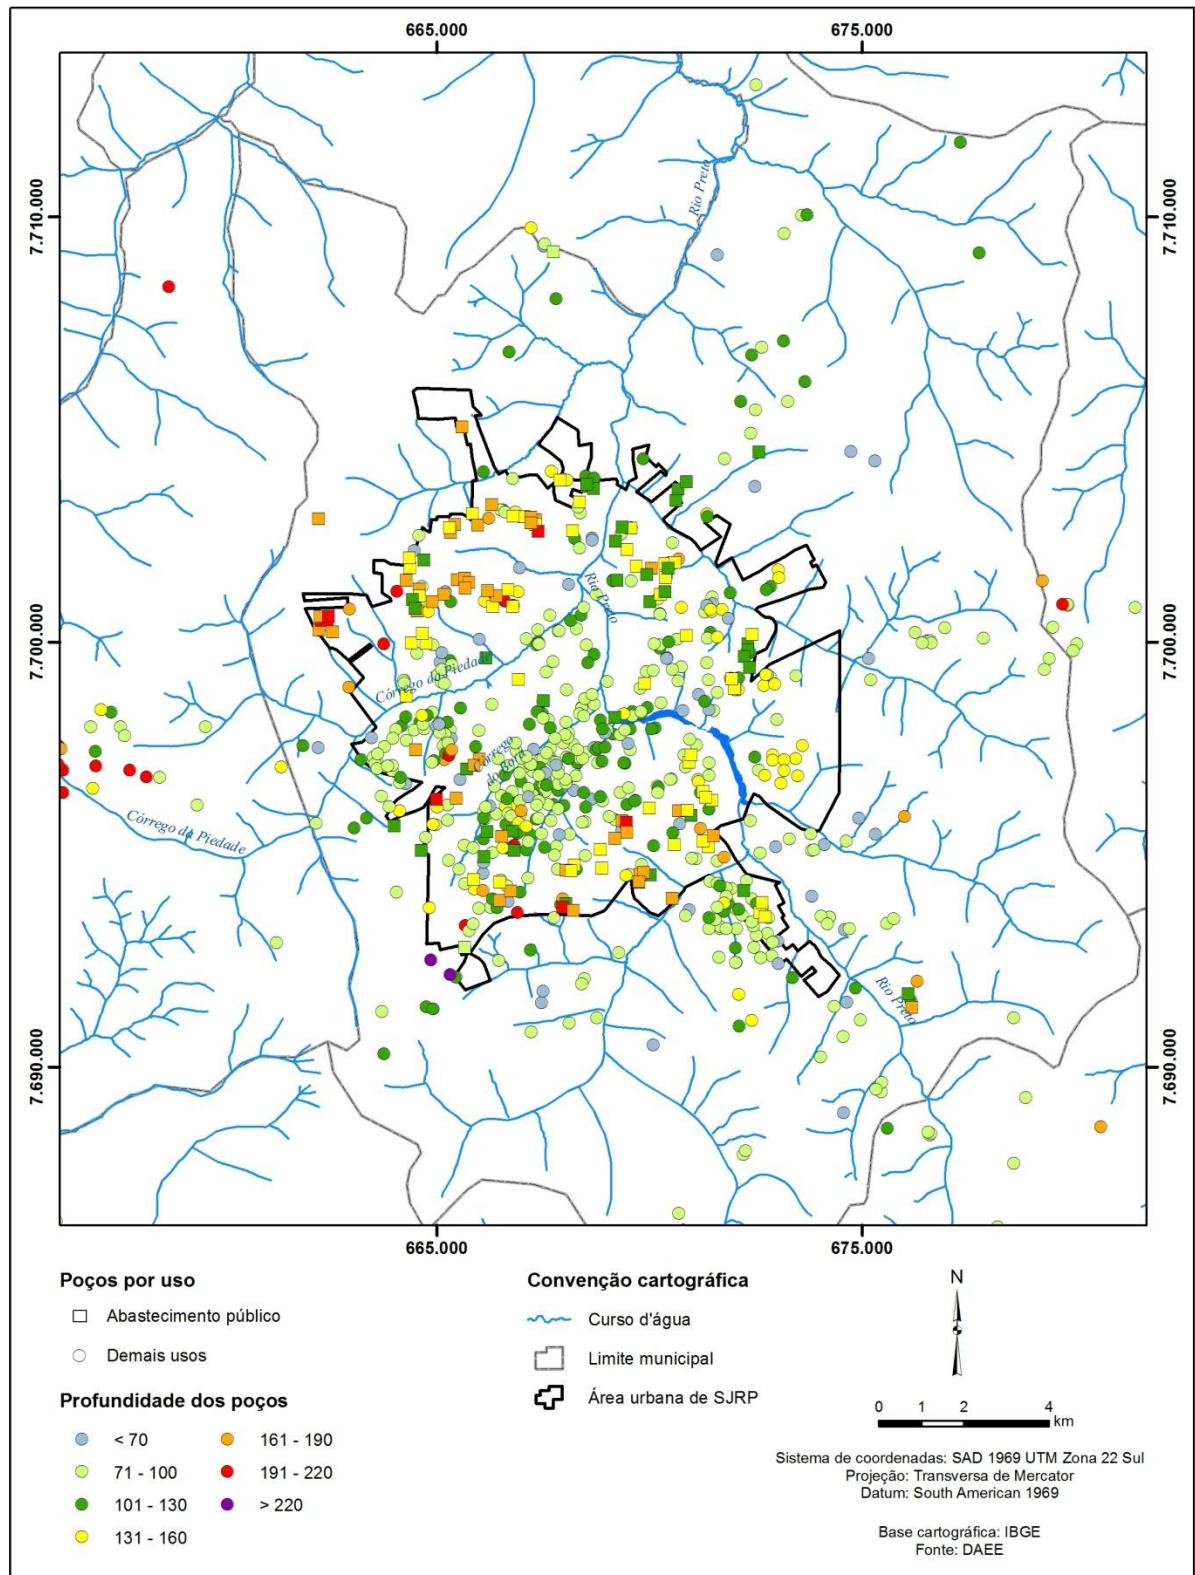 665.000
675.000
7.710.000
7.710.000
Rio Preto
Rio Preto
7.700.000
7.700.000
Córrego da Piedade
Córrego
do Borá
Córrego da Piedade
Rio Preto
7.690.000
7.690.000
665.000
675.000
Poços por uso
Abastecimento público
Demais usos
Profundidade dos poços
< 70
161 - 190
71 - 100
191 - 220
101 - 130
> 220
131 - 160
Convenção cartográfica
Curso d'água
Limite municipal
Área urbana de SJRP
N
0 1 2 4
km
Sistema de coordenadas: SAD 1969 UTM Zona 22 Sul
Projeção: Transversa de Mercator
Datum: South American 1969
Base cartográfica: IBGE
Fonte: DAEE